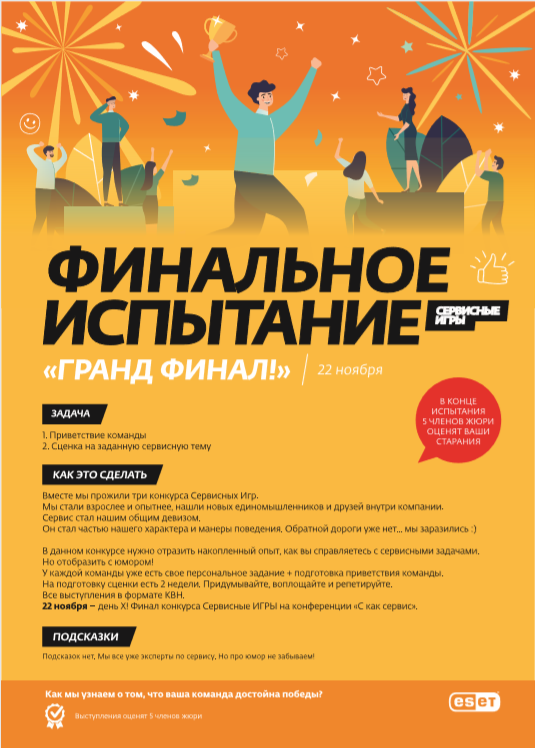 ФИНАЛЬНОЕ
ИСПЫТАНИЕ
СЕРВИСНЫЕ
ИГРЫ
«ГРАНД ФИНАЛ!»
22 ноября
ЗАДАЧА
1. Приветствие команды
2. Сценка на заданную сервисную тему
В КОНЦЕ
ИСПЫТАНИЯ
5 ЧЛЕНОВ ЖЮРИ
ОЦЕНЯТ ВАШИ
СТАРАНИЯ
КАК ЭТО СДЕЛАТЬ
Вместе мы прожили три конкурса Сервисных Игр.
Мы стали взрослее и опытнее, нашли новых единомышленников и друзей внутри компании.
Сервис стал нашим общим девизом.
Он стал частью нашего характера и манеры поведения. Обратной дороги уже нет... мы заразились :)
В данном конкурсе нужно отразить накопленный опыт, как вы справляетесь с сервисными задачами.
Но отобразить с юмором!
У каждой команды уже есть свое персональное задание + подготовка приветствия команды.
На подготовку сценки есть 2 недели. Придумывайте, воплощайте и репетируйте.
Все выступления в формате КВН.
22 ноября – день X! Финал конкурса Сервисные ИГРЫ на конференции «С как сервис».
ПОДСКАЗКИ
Подсказок нет. Мы все уже эксперты по сервису. Но про юмор не забываем!
Как мы узнаем о том, что ваша команда достойна победы?
Выступления оценят 5 членов жюри
eseT